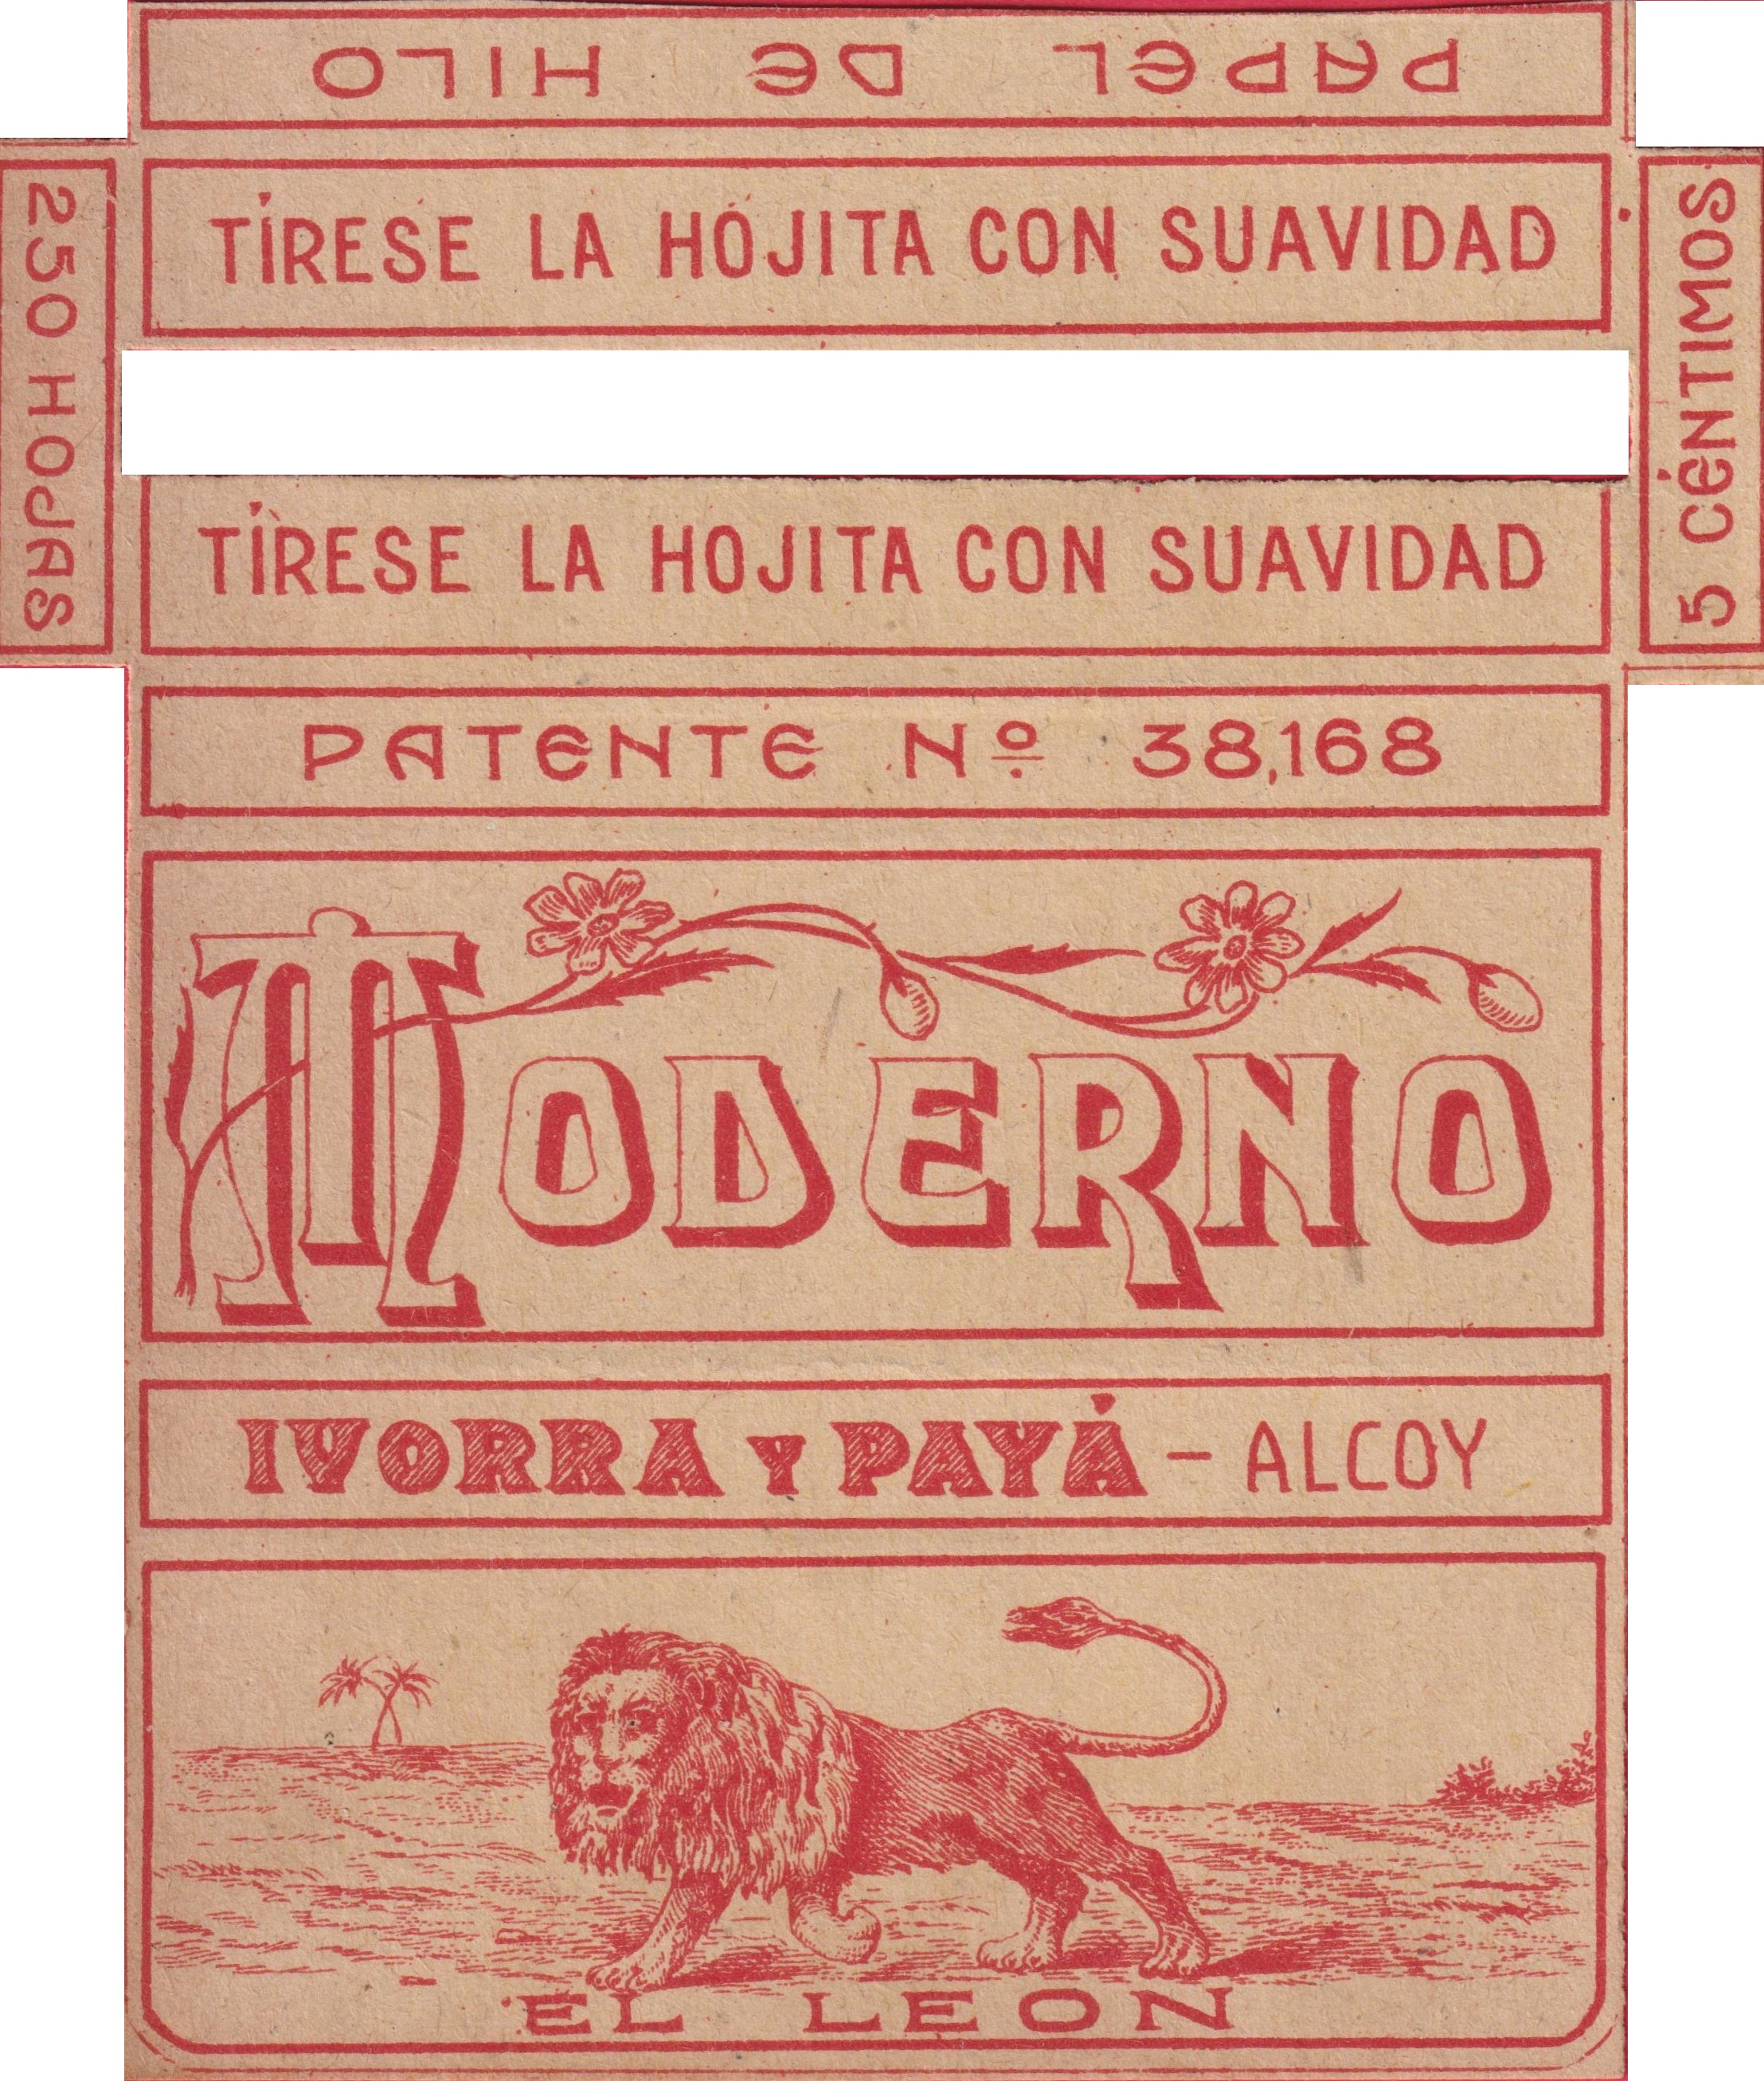 PAPEL DE HILO
TÍRESE LA HOJITA CON SUAVIDAD
250 HOJAS
5 CÉNTIMOS
TÍRESE LA HOJITA CON SUAVIDAD
PATENTE Nº 38,168
MODERNO
IVORRA Y PAYÁ - ALCOY
EL LEON